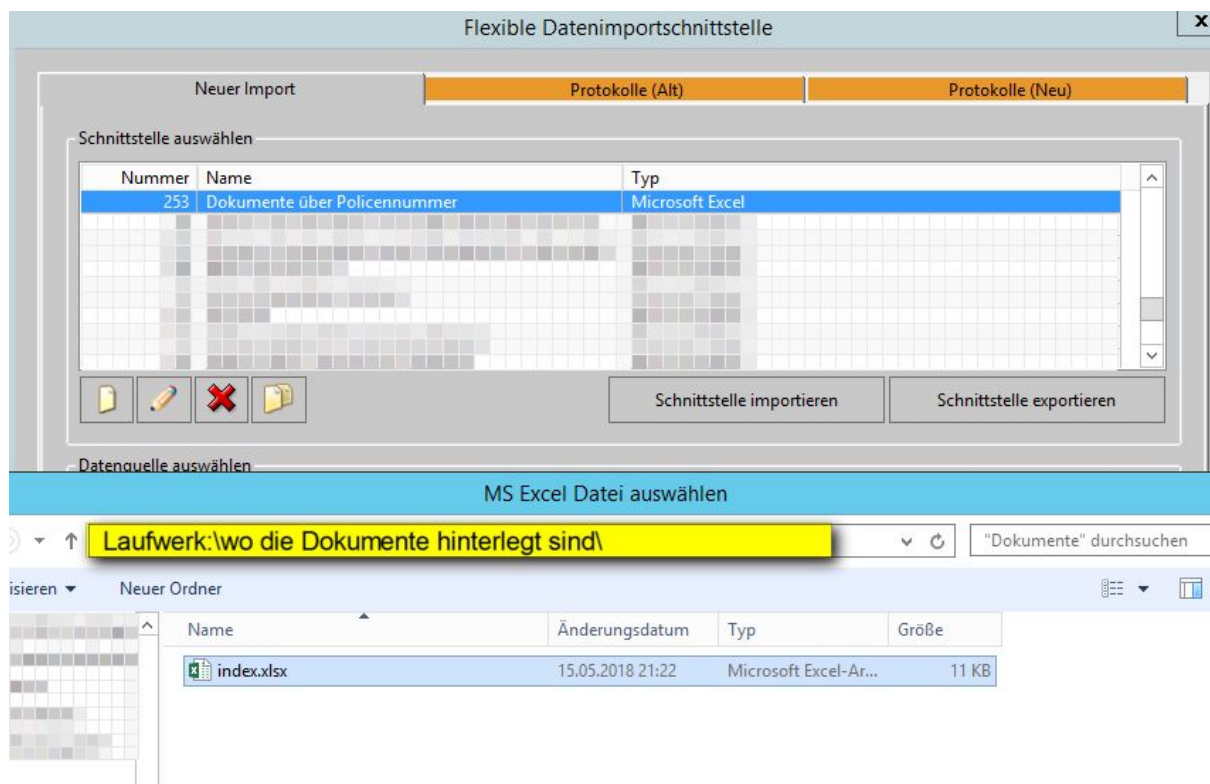 Flexible Datenimportschnittstelle
x
Neuer Import Protokolle (Alt) Protokolle (Neu)
Schnittstelle auswählen
Nummer Name Typ
253 Dokumente über Policennummer Microsoft Excel
Schnittstelle importieren Schnittstelle exportieren
Datenquelle auswählen
MS Excel Datei auswählen
Laufwerk:\wo die Dokumente hinterlegt sind\ "Dokumente" durchsuchen
isieren Neuer Ordner
Name Änderungsdatum Typ Größe
index.xlsx 15.05.2018 21:22 Microsoft Excel-Ar... 11 KB